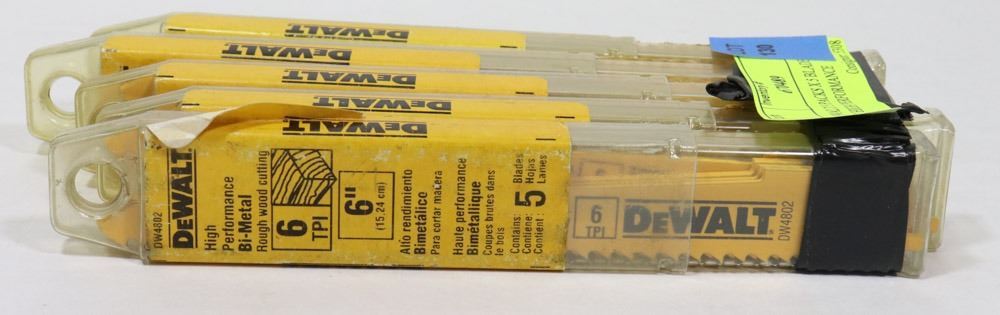 DEWALT
DEWALT
DEWALT
DEWALT
LOT
130
DEWALT
DW4802
High
Performance
Bi-Metal
Rough wood cutting
6
TPI
6"
(15.24 cm)
Alto rendimiento
Bimetálico
Para cortar madera
Haute performance
Bimétallique
Coupes brutes dans
le bois
Contains:
Contiene:
Contient :
5
Blades
Hojas
Lames
6
TPI
DEWALT
DW4802